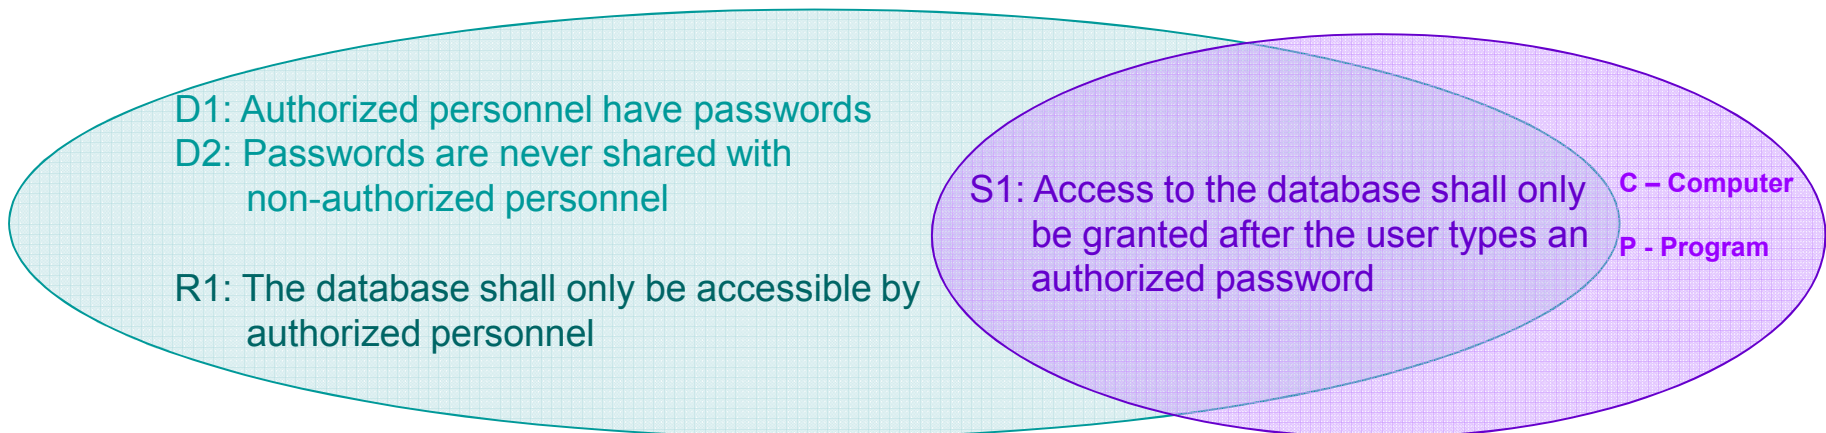 D1: Authorized personnel have passwords
D2: Passwords are never shared with
non-authorized personnel
R1: The database shall only be accessible by
authorized personnel
S1: Access to the database shall only
be granted after the user types an
authorized password
C – Computer
P - Program